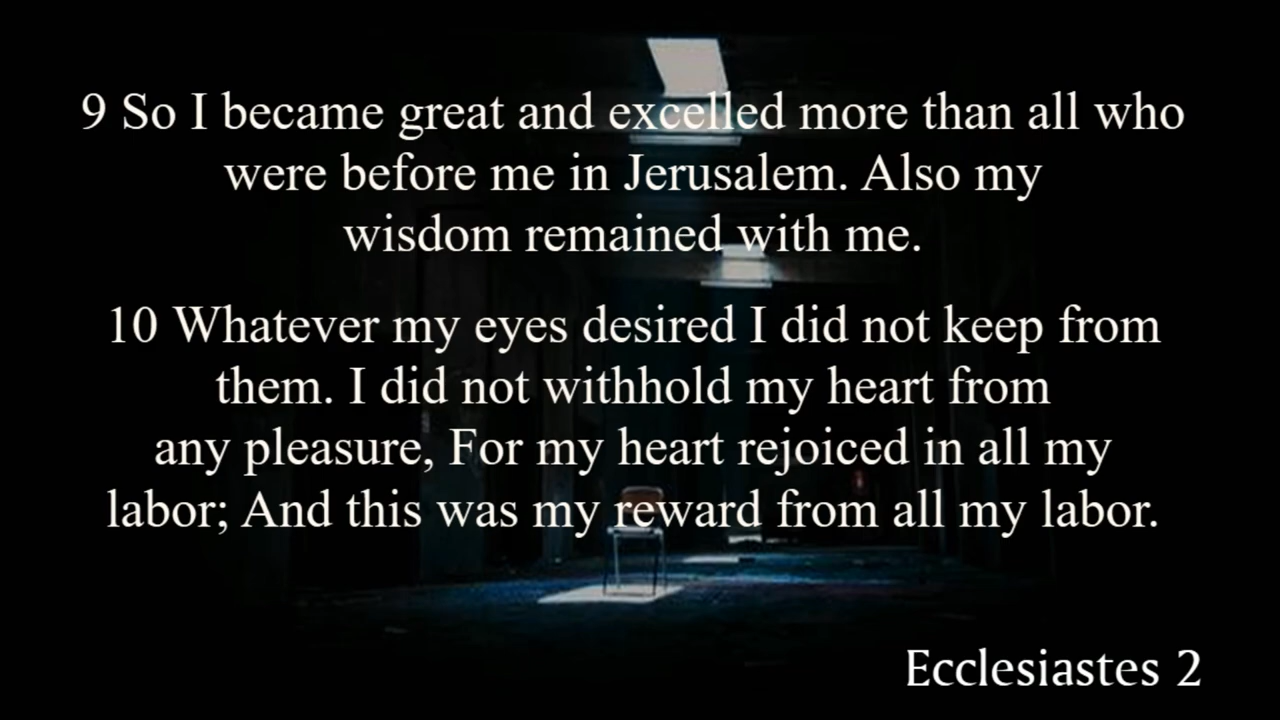 9 So I became great and excelled more than all who
were before me in Jerusalem. Also my
wisdom remained with me.
10 Whatever my eyes desired I did not keep from
them. I did not withhold my heart from
any pleasure, For my heart rejoiced in all my
labor; And this was my reward from all my labor.
Ecclesiastes 2